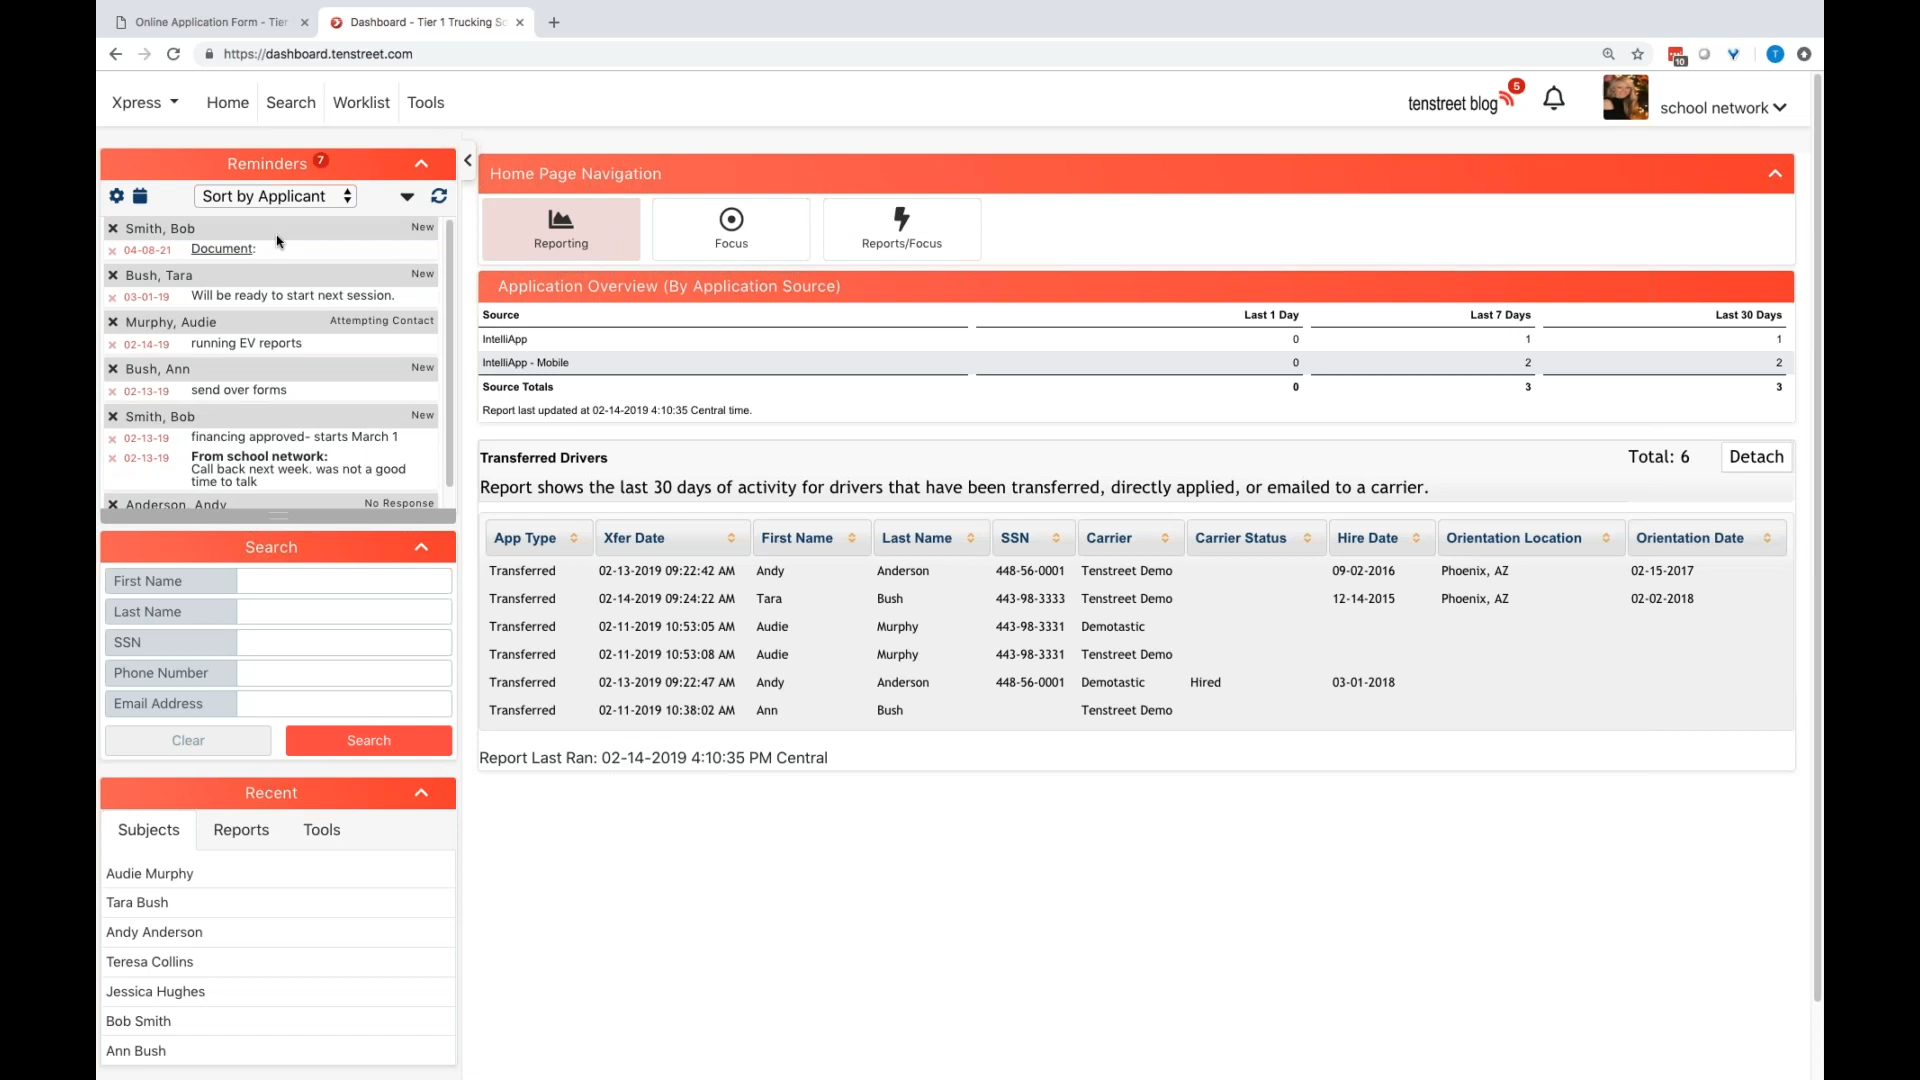 Online Application Form - Tier
Dashboard - Tier 1 Trucking Sc
https://dashboard.tenstreet.com
10
T
Xpress
Home
Search
Worklist
Tools
tenstreet blog
5
school network
Reminders 7
Sort by Applicant
Smith, Bob New
04-08-21 Document:
Bush, Tara New
03-01-19 Will be ready to start next session.
Murphy, Audie Attempting Contact
02-14-19 running EV reports
Bush, Ann New
02-13-19 send over forms
Smith, Bob New
02-13-19 financing approved- starts March 1
02-13-19 From school network:
Call back next week. was not a good
time to talk
Anderson, Andy No Response
Search
First Name
Last Name
SSN
Phone Number
Email Address
Clear Search
Recent
Subjects Reports Tools
Audie Murphy
Tara Bush
Andy Anderson
Teresa Collins
Jessica Hughes
Bob Smith
Ann Bush
Home Page Navigation
Reporting Focus Reports/Focus
Application Overview (By Application Source)
Source Last 1 Day Last 7 Days Last 30 Days
IntelliApp 0 1 1
IntelliApp - Mobile 0 2 2
Source Totals 0 3 3
Report last updated at 02-14-2019 4:10:35 Central time.
Transferred Drivers Total: 6 Detach
Report shows the last 30 days of activity for drivers that have been transferred, directly applied, or emailed to a carrier.
App Type Xfer Date First Name Last Name SSN Carrier Carrier Status Hire Date Orientation Location Orientation Date
Transferred 02-13-2019 09:22:42 AM Andy Anderson 448-56-0001 Tenstreet Demo 09-02-2016 Phoenix, AZ 02-15-2017
Transferred 02-14-2019 09:24:22 AM Tara Bush 443-98-3333 Tenstreet Demo 12-14-2015 Phoenix, AZ 02-02-2018
Transferred 02-11-2019 10:53:05 AM Audie Murphy 443-98-3331 Demotastic
Transferred 02-11-2019 10:53:08 AM Audie Murphy 443-98-3331 Tenstreet Demo
Transferred 02-13-2019 09:22:47 AM Andy Anderson 448-56-0001 Demotastic Hired 03-01-2018
Transferred 02-11-2019 10:38:02 AM Ann Bush Tenstreet Demo
Report Last Ran: 02-14-2019 4:10:35 PM Central